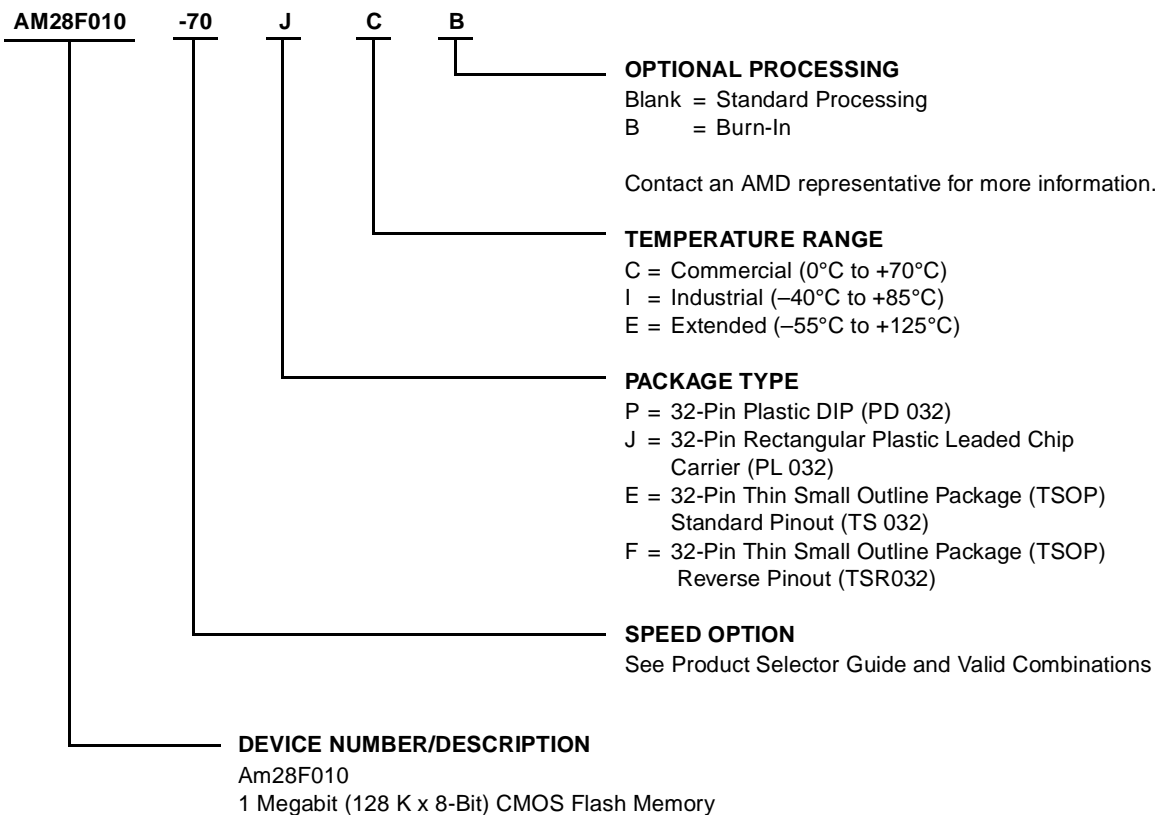 AM28F010 -70 J C B
OPTIONAL PROCESSING
Blank = Standard Processing
B = Burn-In
Contact an AMD representative for more information.
TEMPERATURE RANGE
C = Commercial (0°C to +70°C)
I = Industrial (–40°C to +85°C)
E = Extended (–55°C to +125°C)
PACKAGE TYPE
P = 32-Pin Plastic DIP (PD 032)
J = 32-Pin Rectangular Plastic Leaded Chip
Carrier (PL 032)
E = 32-Pin Thin Small Outline Package (TSOP)
Standard Pinout (TS 032)
F = 32-Pin Thin Small Outline Package (TSOP)
Reverse Pinout (TSR032)
SPEED OPTION
See Product Selector Guide and Valid Combinations
DEVICE NUMBER/DESCRIPTION
Am28F010
1 Megabit (128 K x 8-Bit) CMOS Flash Memory